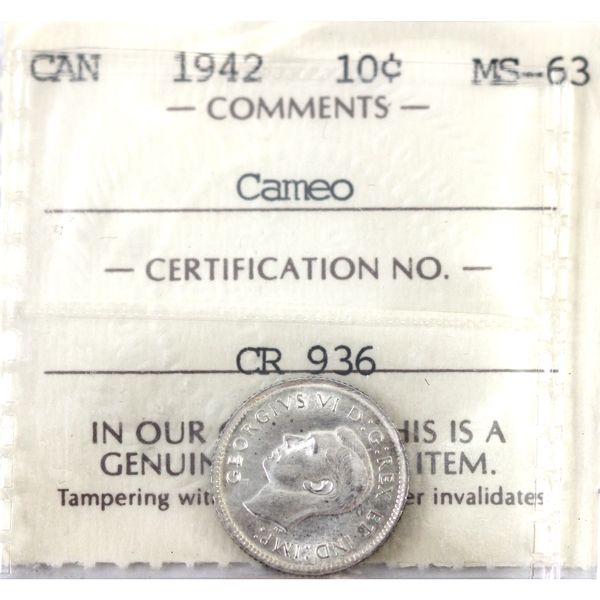 CAN 1942 10¢ MS-63
— COMMENTS —
Cameo
— CERTIFICATION NO. —
CR 936
IN OUR HIS IS A
GENUIN ITEM.
Tampering wit er invalidates
GEORGIVS VI D:G:REX ET IND:IMP: